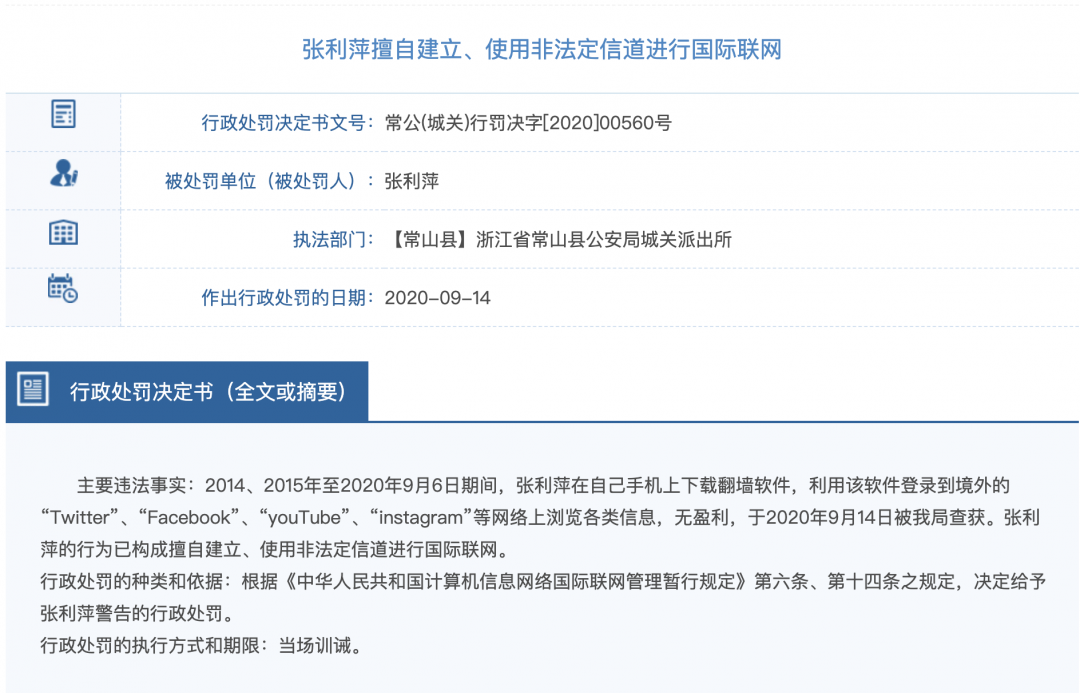 张利萍擅自建立、使用非法定信道进行国际联网
行政处罚决定书文号：常公(城关)行罚决字[2020]00560号
被处罚单位（被处罚人）：张利萍
执法部门：【常山县】浙江省常山县公安局城关派出所
作出行政处罚的日期：2020-09-14
行政处罚决定书（全文或摘要）
主要违法事实：2014、2015年至2020年9月6日期间，张利萍在自己手机上下载翻墙软件，利用该软件登录到境外的
“Twitter”、“Facebook”、“youTube”、“instagram”等网络上浏览各类信息，无盈利，于2020年9月14日被我局查获。张利
萍的行为已构成擅自建立、使用非法定信道进行国际联网。
行政处罚的种类和依据：根据《中华人民共和国计算机信息网络国际联网管理暂行规定》第六条、第十四条之规定，决定给予
张利萍警告的行政处罚。
行政处罚的执行方式和期限：当场训诫。